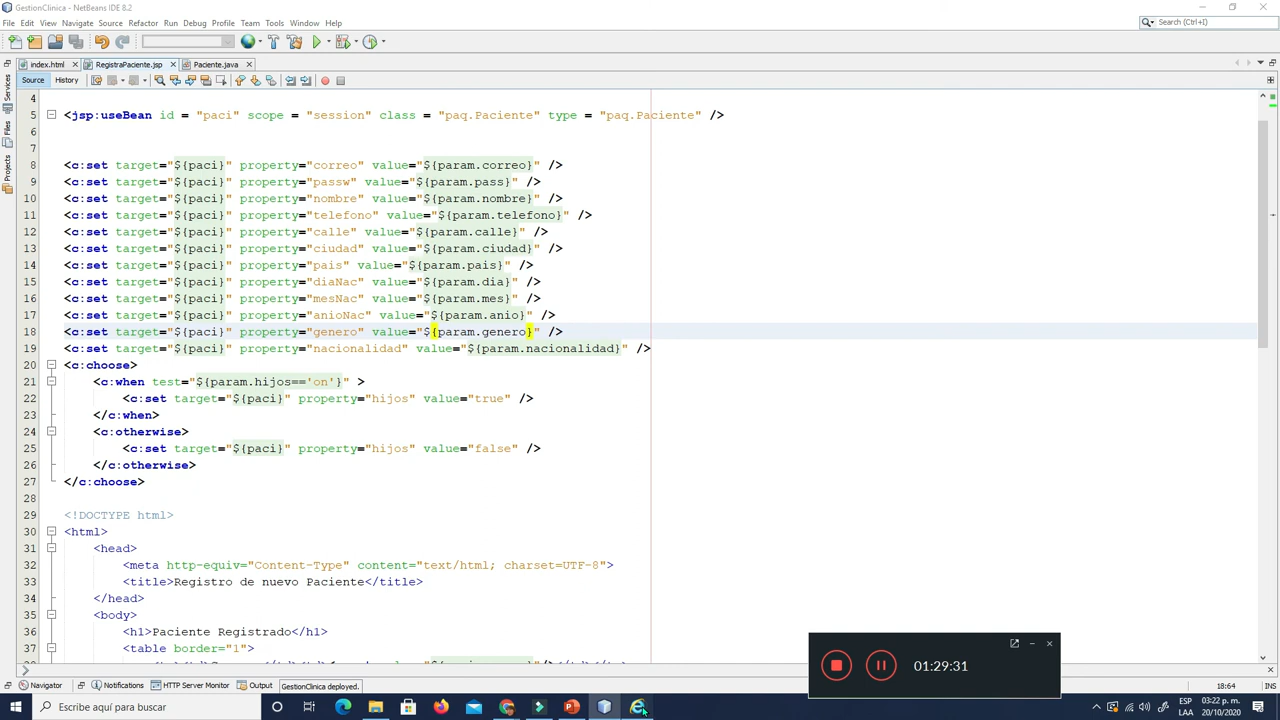 GestionClinica - NetBeans IDE 8.2
File Edit View Navigate Source Refactor Run Debug Profile Team Tools Window Help
Search (Ctrl+I)
index.html RegistraPaciente.jsp Paciente.java
Source History
Services
Files
Projects
4
5 <jsp:useBean id = "paci" scope = "session" class = "paq.Paciente" type = "paq.Paciente" />
6
7
8 <c:set target="${paci}" property="correo" value="${param.correo}" />
9 <c:set target="${paci}" property="passw" value="${param.pass}" />
10 <c:set target="${paci}" property="nombre" value="${param.nombre}" />
11 <c:set target="${paci}" property="telefono" value="${param.telefono}" />
12 <c:set target="${paci}" property="calle" value="${param.calle}" />
13 <c:set target="${paci}" property="ciudad" value="${param.ciudad}" />
14 <c:set target="${paci}" property="pais" value="${param.pais}" />
15 <c:set target="${paci}" property="diaNac" value="${param.dia}" />
16 <c:set target="${paci}" property="mesNac" value="${param.mes}" />
17 <c:set target="${paci}" property="anioNac" value="${param.anio}" />
18 <c:set target="${paci}" property="genero" value="${param.genero}" />
19 <c:set target="${paci}" property="nacionalidad" value="${param.nacionalidad}" />
20 <c:choose>
21 <c:when test="${param.hijos=='on'}" >
22 <c:set target="${paci}" property="hijos" value="true" />
23 </c:when>
24 <c:otherwise>
25 <c:set target="${paci}" property="hijos" value="false" />
26 </c:otherwise>
27 </c:choose>
28
29 <!DOCTYPE html>
30 <html>
31 <head>
32 <meta http-equiv="Content-Type" content="text/html; charset=UTF-8">
33 <title>Registro de nuevo Paciente</title>
34 </head>
35 <body>
36 <h1>Paciente Registrado</h1>
37 <table border="1">
01:29:31
Navigator Notifications HTTP Server Monitor Output GestionClinica deployed. 18:64 INS
Escribe aquí para buscar
ESP 03:22 p. m.
LAA 20/10/2020